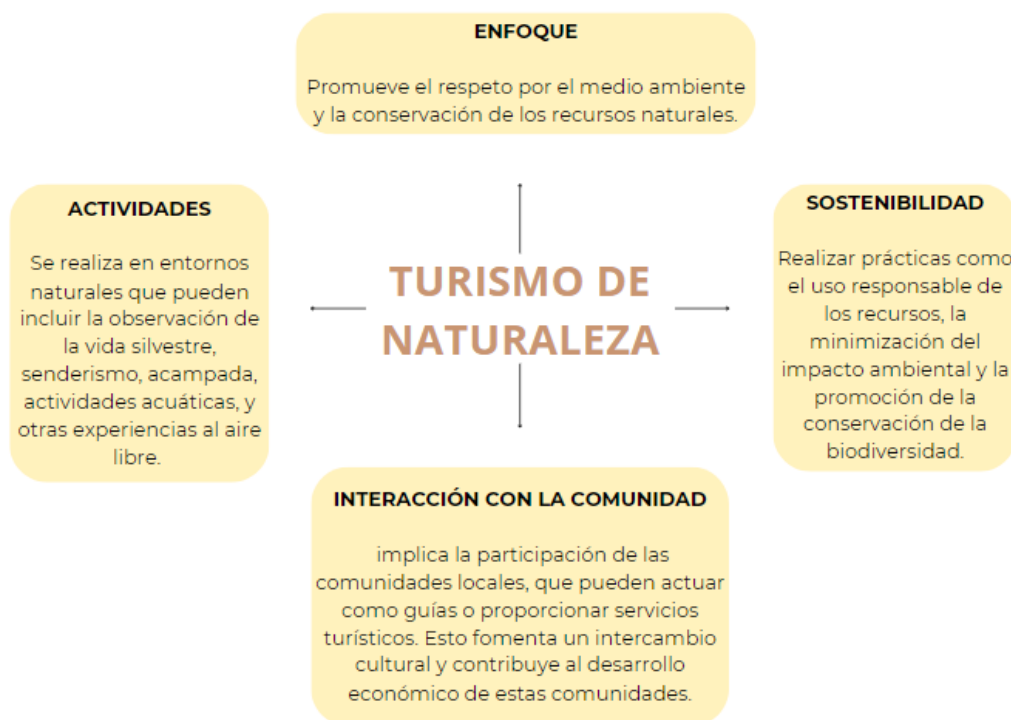 ENFOQUE
Promueve el respeto por el medio ambiente
y la conservación de los recursos naturales.
ACTIVIDADES
Se realiza en entornos
naturales que pueden
incluir la observación de
la vida silvestre,
senderismo, acampada,
actividades acuáticas, y
otras experiencias al aire
libre.
TURISMO DE
NATURALEZA
SOSTENIBILIDAD
Realizar prácticas como
el uso responsable de
los recursos, la
minimización del
impacto ambiental y la
promoción de la
conservación de la
biodiversidad.
INTERACCIÓN CON LA COMUNIDAD
implica la participación de las
comunidades locales, que pueden actuar
como guías o proporcionar servicios
turísticos. Esto fomenta un intercambio
cultural y contribuye al desarrollo
económico de estas comunidades.